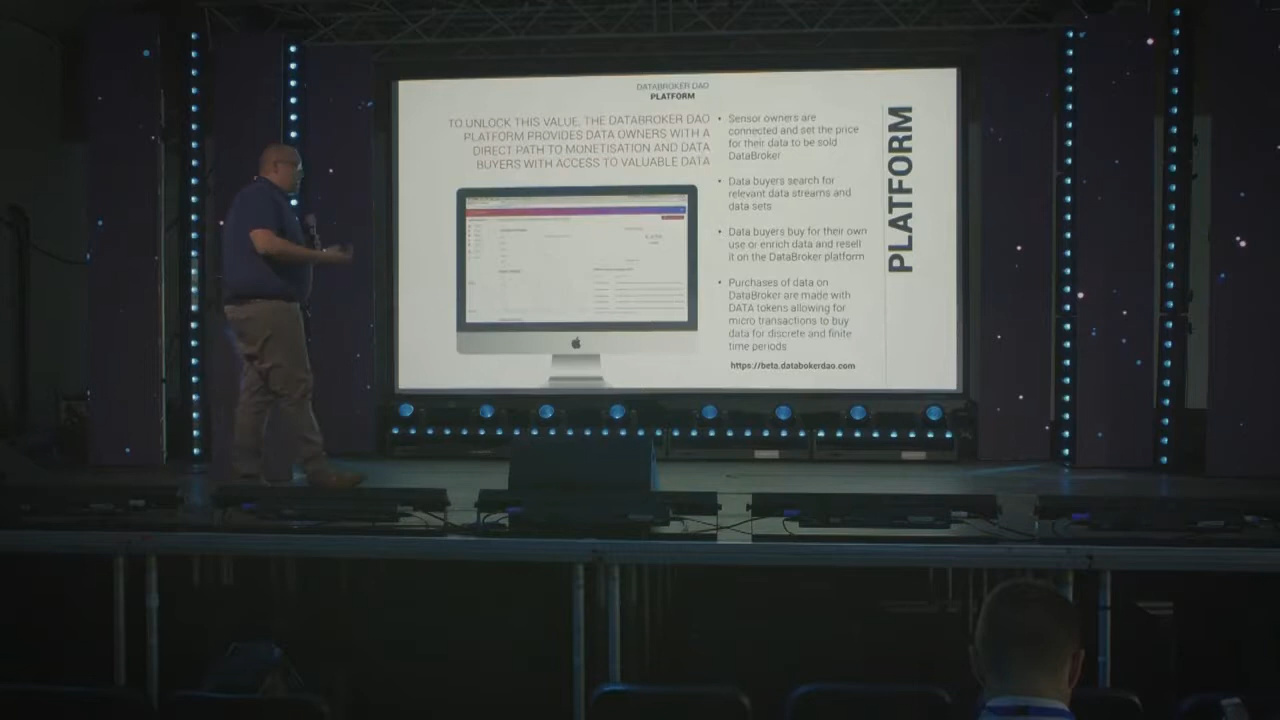 DATABROKER DAO
PLATFORM
TO UNLOCK THIS VALUE, THE DATABROKER DAO
PLATFORM PROVIDES DATA OWNERS WITH A
DIRECT PATH TO MONETISATION AND DATA
BUYERS WITH ACCESS TO VALUABLE DATA
• Sensor owners are
connected and set the price
for their data to be sold
DataBroker
• Data buyers search for
relevant data streams and
data sets
• Data buyers buy for their own
use or enrich data and resell
it on the DataBroker platform
• Purchases of data on
DataBroker are made with
DATA tokens allowing for
micro transactions to buy
data for discrete and finite
time periods
https://beta.databokerdao.com
PLATFORM